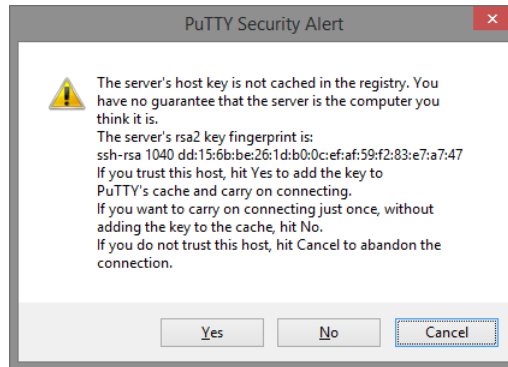 PuTTY Security Alert
The server's host key is not cached in the registry. You
have no guarantee that the server is the computer you
think it is.
The server's rsa2 key fingerprint is:
ssh-rsa 1040 dd:15:6b:be:26:1d:b0:0c:ef:af:59:f2:83:e7:a7:47
If you trust this host, hit Yes to add the key to
PuTTY's cache and carry on connecting.
If you want to carry on connecting just once, without
adding the key to the cache, hit No.
If you do not trust this host, hit Cancel to abandon the
connection.
Yes No Cancel